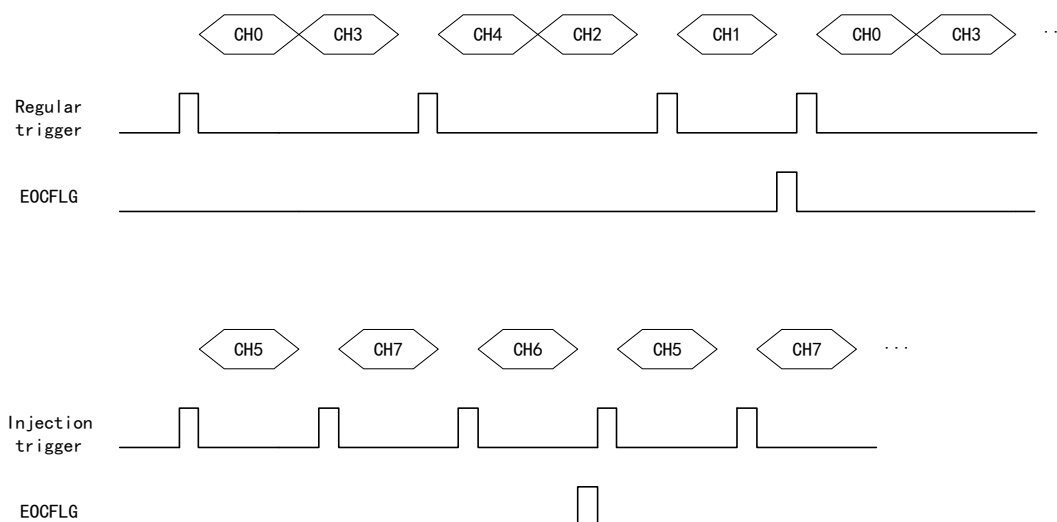 CH0 CH3 CH4 CH2 CH1 CH0 CH3 ··
Regular
trigger
EOCFLG
CH5 CH7 CH6 CH5 CH7 ···
Injection
trigger
EOCFLG